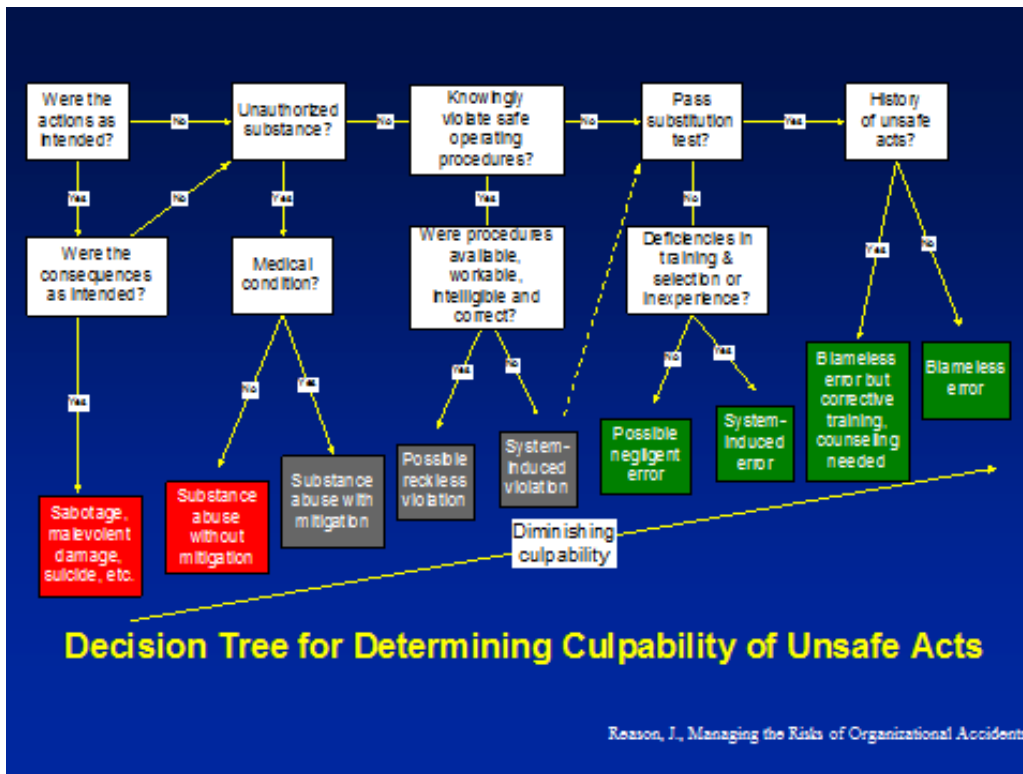 Were the
actions as
intended?
No
Unauthorized
substance?
No
Knowingly
violate safe
operating
procedures?
No
Pass
substitution
test?
Yes
History
of unsafe
acts?
Yes
No
Yes
Yes
No
Yes
No
Were the
consequences
as intended?
Medical
condition?
Were procedures
available,
workable,
intelligible and
correct?
Deficiencies in
training &
selection or
inexperience?
Yes
No
Yes
Yes
No
No
Yes
Sabotage,
malevolent
damage,
suicide, etc.
Substance
abuse
without
mitigation
Substance
abuse with
mitigation
Possible
reckless
violation
System-
induced
violation
Possible
negligent
error
System-
induced
error
Blameless
error but
corrective
training,
counseling
needed
Blameless
error
Diminishing
culpability
Decision Tree for Determining Culpability of Unsafe Acts
Reason, J., Managing the Risks of Organizational Accidents